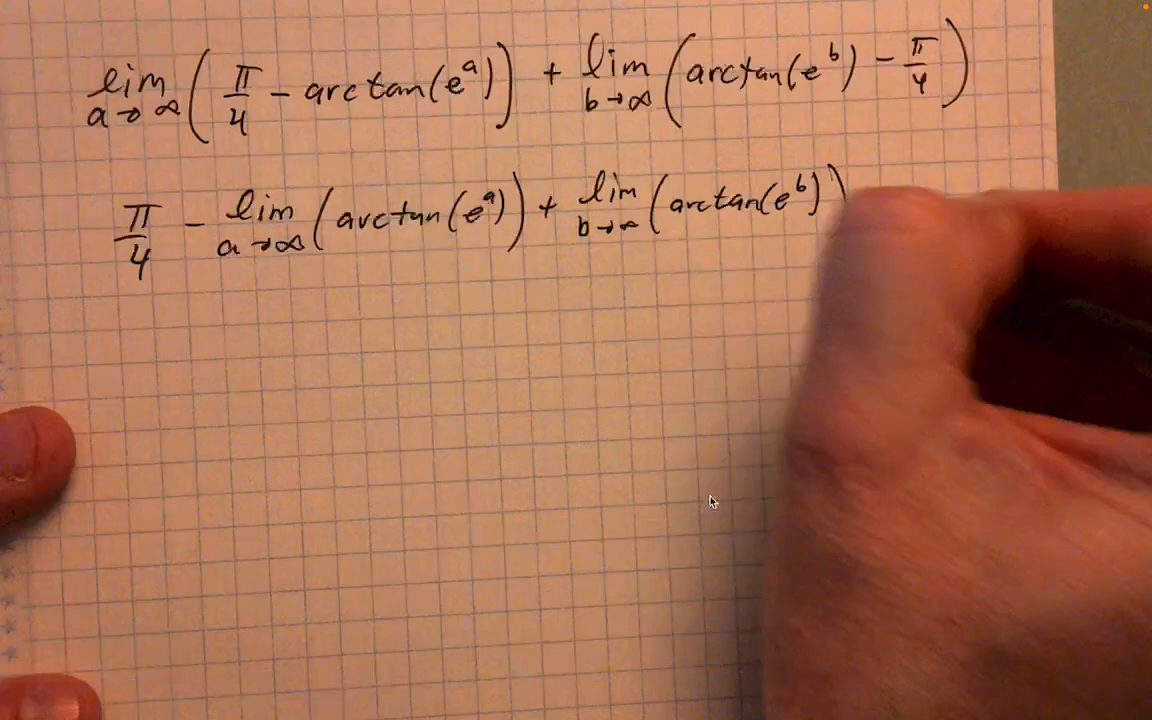 lim a→∞ (π/4 - arctan(e^a)) + lim b→∞ (arctan(e^b) - π/4)
π/4 - lim a→∞ (arctan(e^a)) + lim b→∞ (arctan(e^b))